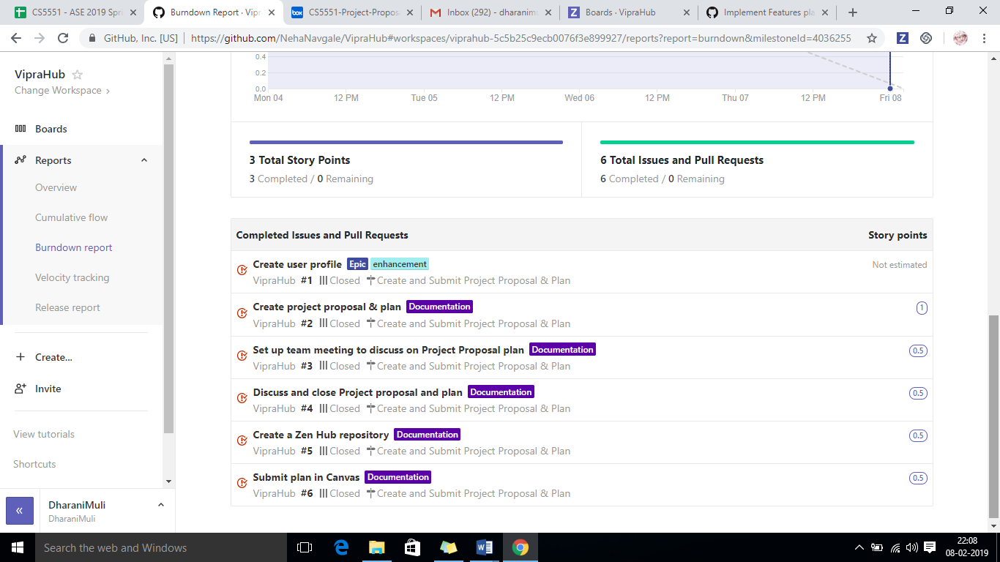 CS5551 - ASE 2019 Spri
Burndown Report · Vipr
CS5551-Project-Propos
Inbox (292) - dharanimu
Boards · VipraHub
Implement Features pla
GitHub, Inc. [US] | https://github.com/NehaNavgale/VipraHub#workspaces/viprahub-5c5b25c9ecb0076f3e899927/reports?report=burndown&milestoneId=4036255
VipraHub
Change Workspace
Boards
Reports
Overview
Cumulative flow
Burndown report
Velocity tracking
Release report
Create...
Invite
View tutorials
Shortcuts
DharaniMuli
DharaniMuli
0.4
0.2
0.0
Mon 04 12 PM Tue 05 12 PM Wed 06 12 PM Thu 07 12 PM Fri 08
3 Total Story Points
3 Completed / 0 Remaining
6 Total Issues and Pull Requests
6 Completed / 0 Remaining
Completed Issues and Pull Requests Story points
Create user profile Epic enhancement Not estimated
VipraHub #1 Closed Create and Submit Project Proposal & Plan
Create project proposal & plan Documentation 1
VipraHub #2 Closed Create and Submit Project Proposal & Plan
Set up team meeting to discuss on Project Proposal plan Documentation 0.5
VipraHub #3 Closed Create and Submit Project Proposal & Plan
Discuss and close Project proposal and plan Documentation 0.5
VipraHub #4 Closed Create and Submit Project Proposal & Plan
Create a Zen Hub repository Documentation 0.5
VipraHub #5 Closed Create and Submit Project Proposal & Plan
Submit plan in Canvas Documentation 0.5
VipraHub #6 Closed Create and Submit Project Proposal & Plan
Search the web and Windows
22:08
08-02-2019